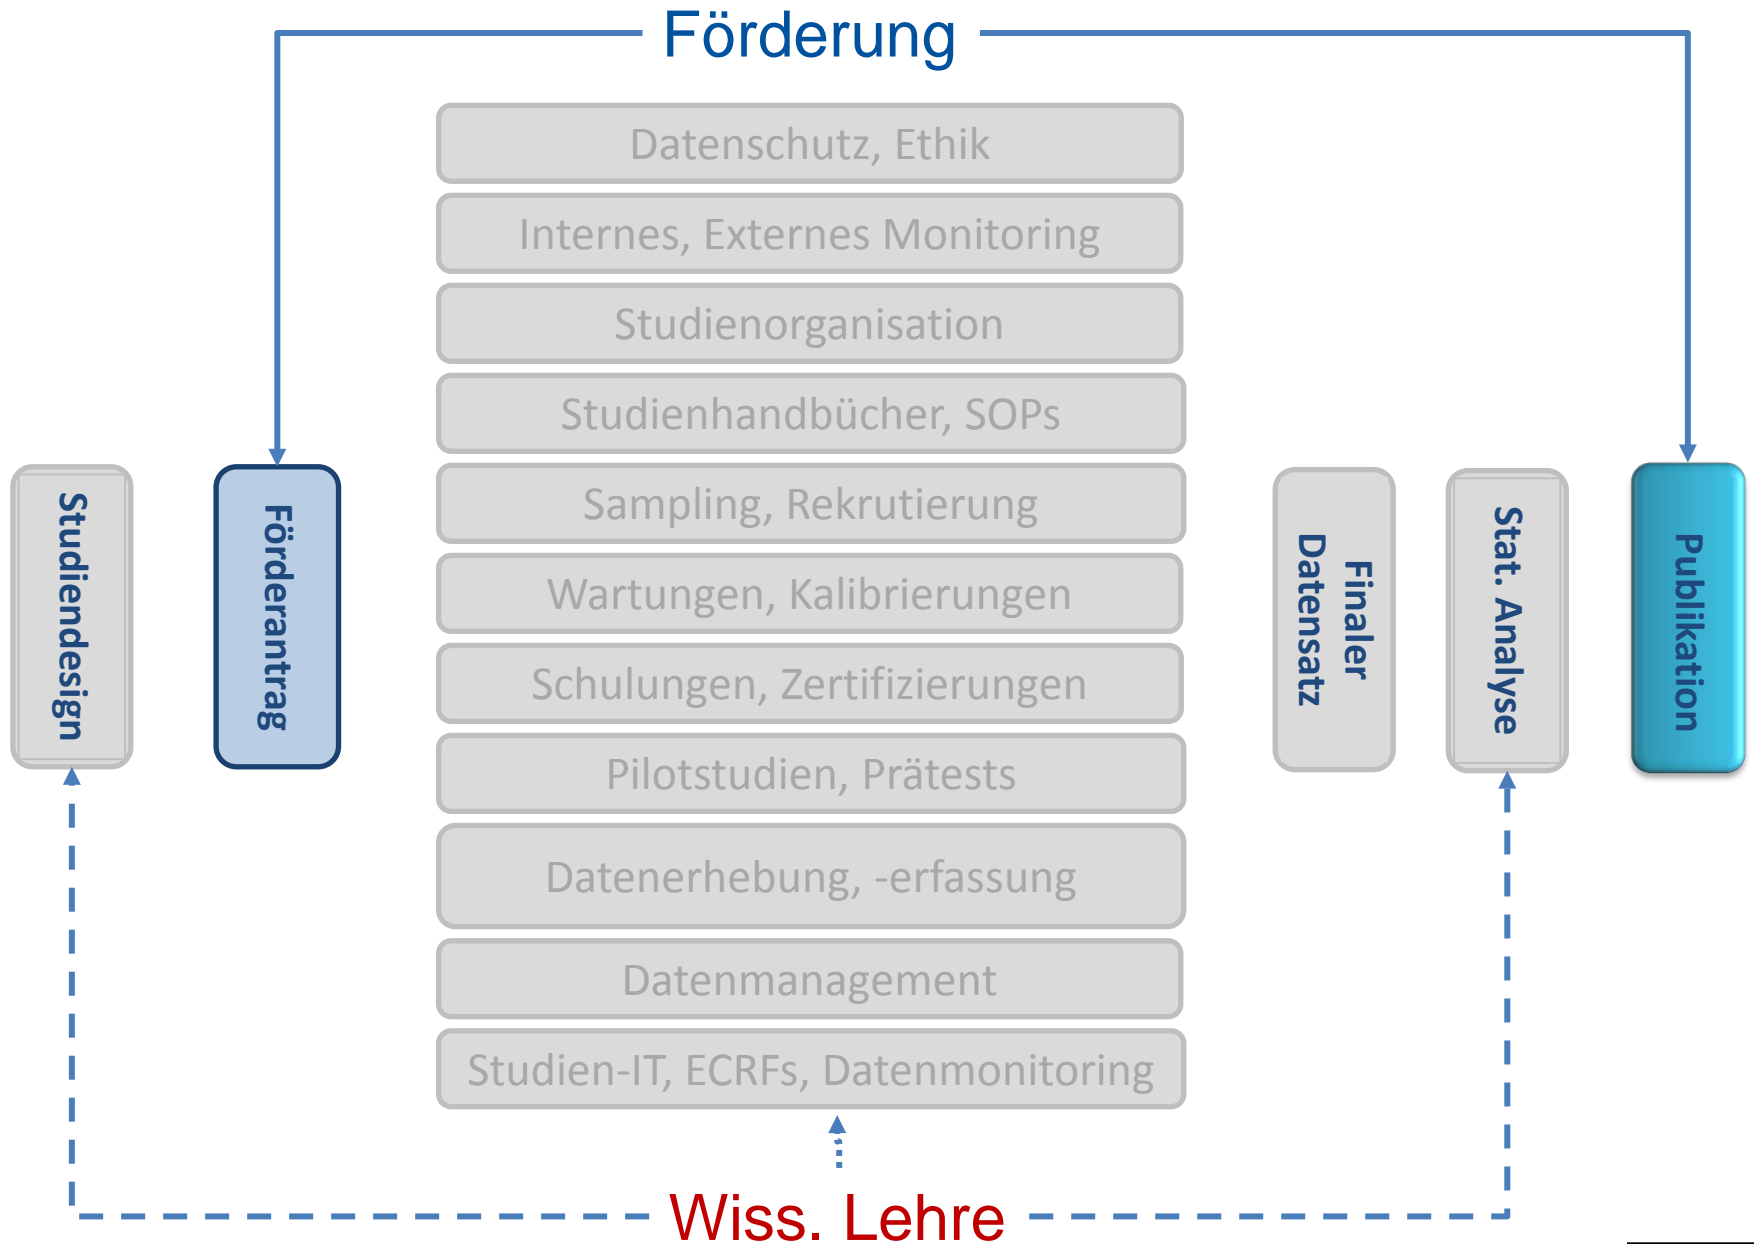 Förderung
Datenschutz, Ethik
Internes, Externes Monitoring
Studienorganisation
Studienhandbücher, SOPs
Sampling, Rekrutierung
Wartungen, Kalibrierungen
Schulungen, Zertifizierungen
Pilotstudien, Prätests
Datenerhebung, -erfassung
Datenmanagement
Studien-IT, ECRFs, Datenmonitoring
Studiendesign
Förderantrag
Finaler
Datensatz
Stat. Analyse
Publikation
Wiss. Lehre